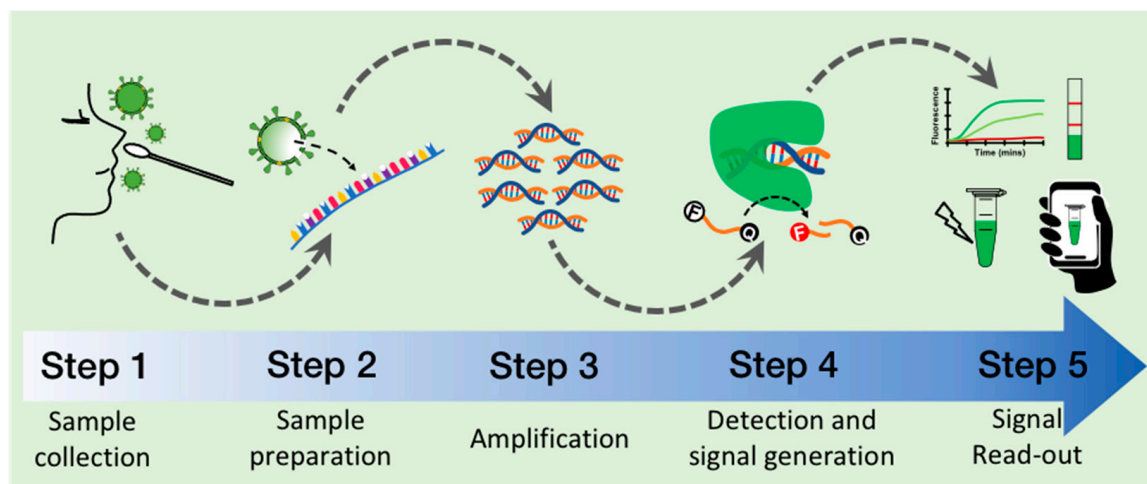 Fluorescence
Time (mins)
F
Q
F
Q
Step 1
Step 2
Step 3
Step 4
Step 5
Sample
collection
Sample
preparation
Amplification
Detection and
signal generation
Signal
Read-out